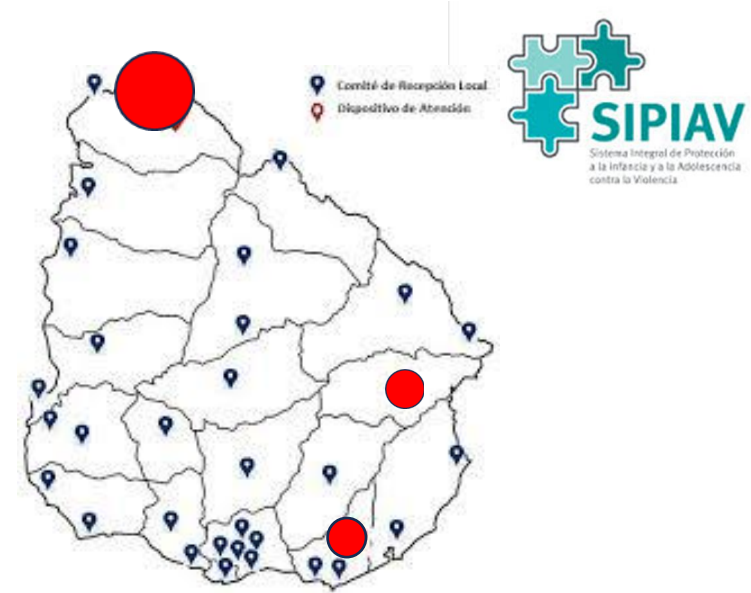 Comité de Recepción Local
Dispositivo de Atención
SIPIAV
Sistema Integral de Protección
a la infancia y a la Adolescencia
contra la Violencia